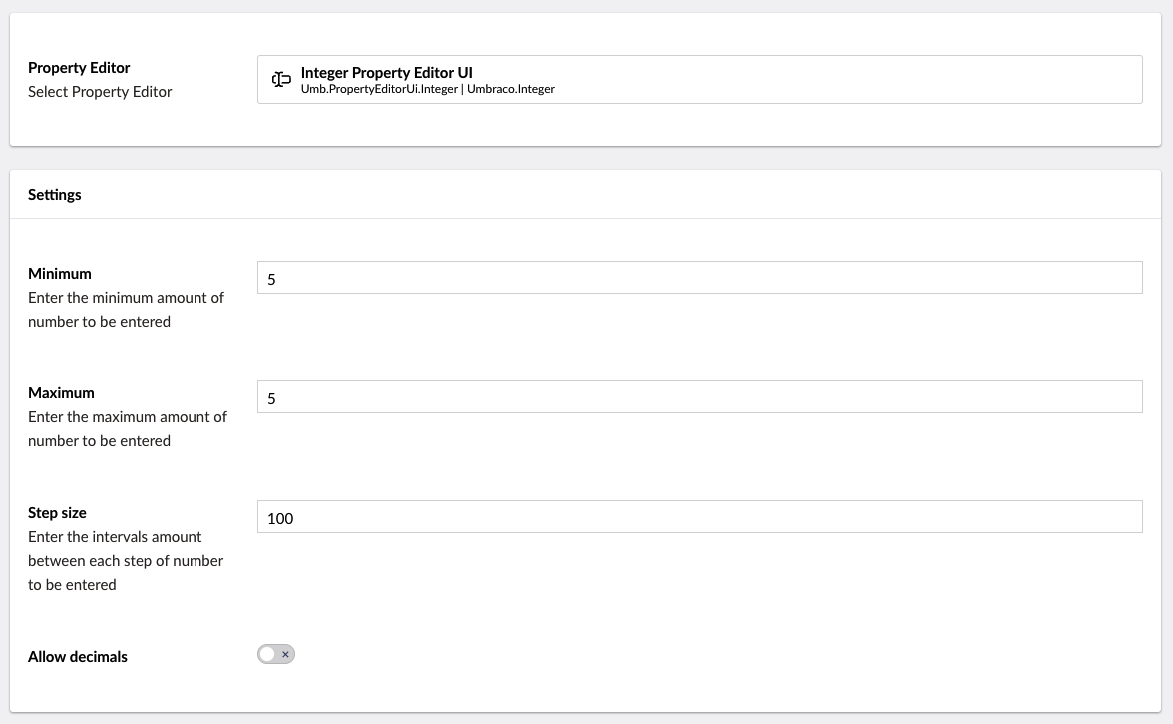 Property Editor
Select Property Editor
Integer Property Editor UI
Umb.PropertyEditorUi.Integer | Umbraco.Integer
Settings
Minimum
Enter the minimum amount of
number to be entered
5
Maximum
Enter the maximum amount of
number to be entered
5
Step size
Enter the intervals amount
between each step of number
to be entered
100
Allow decimals